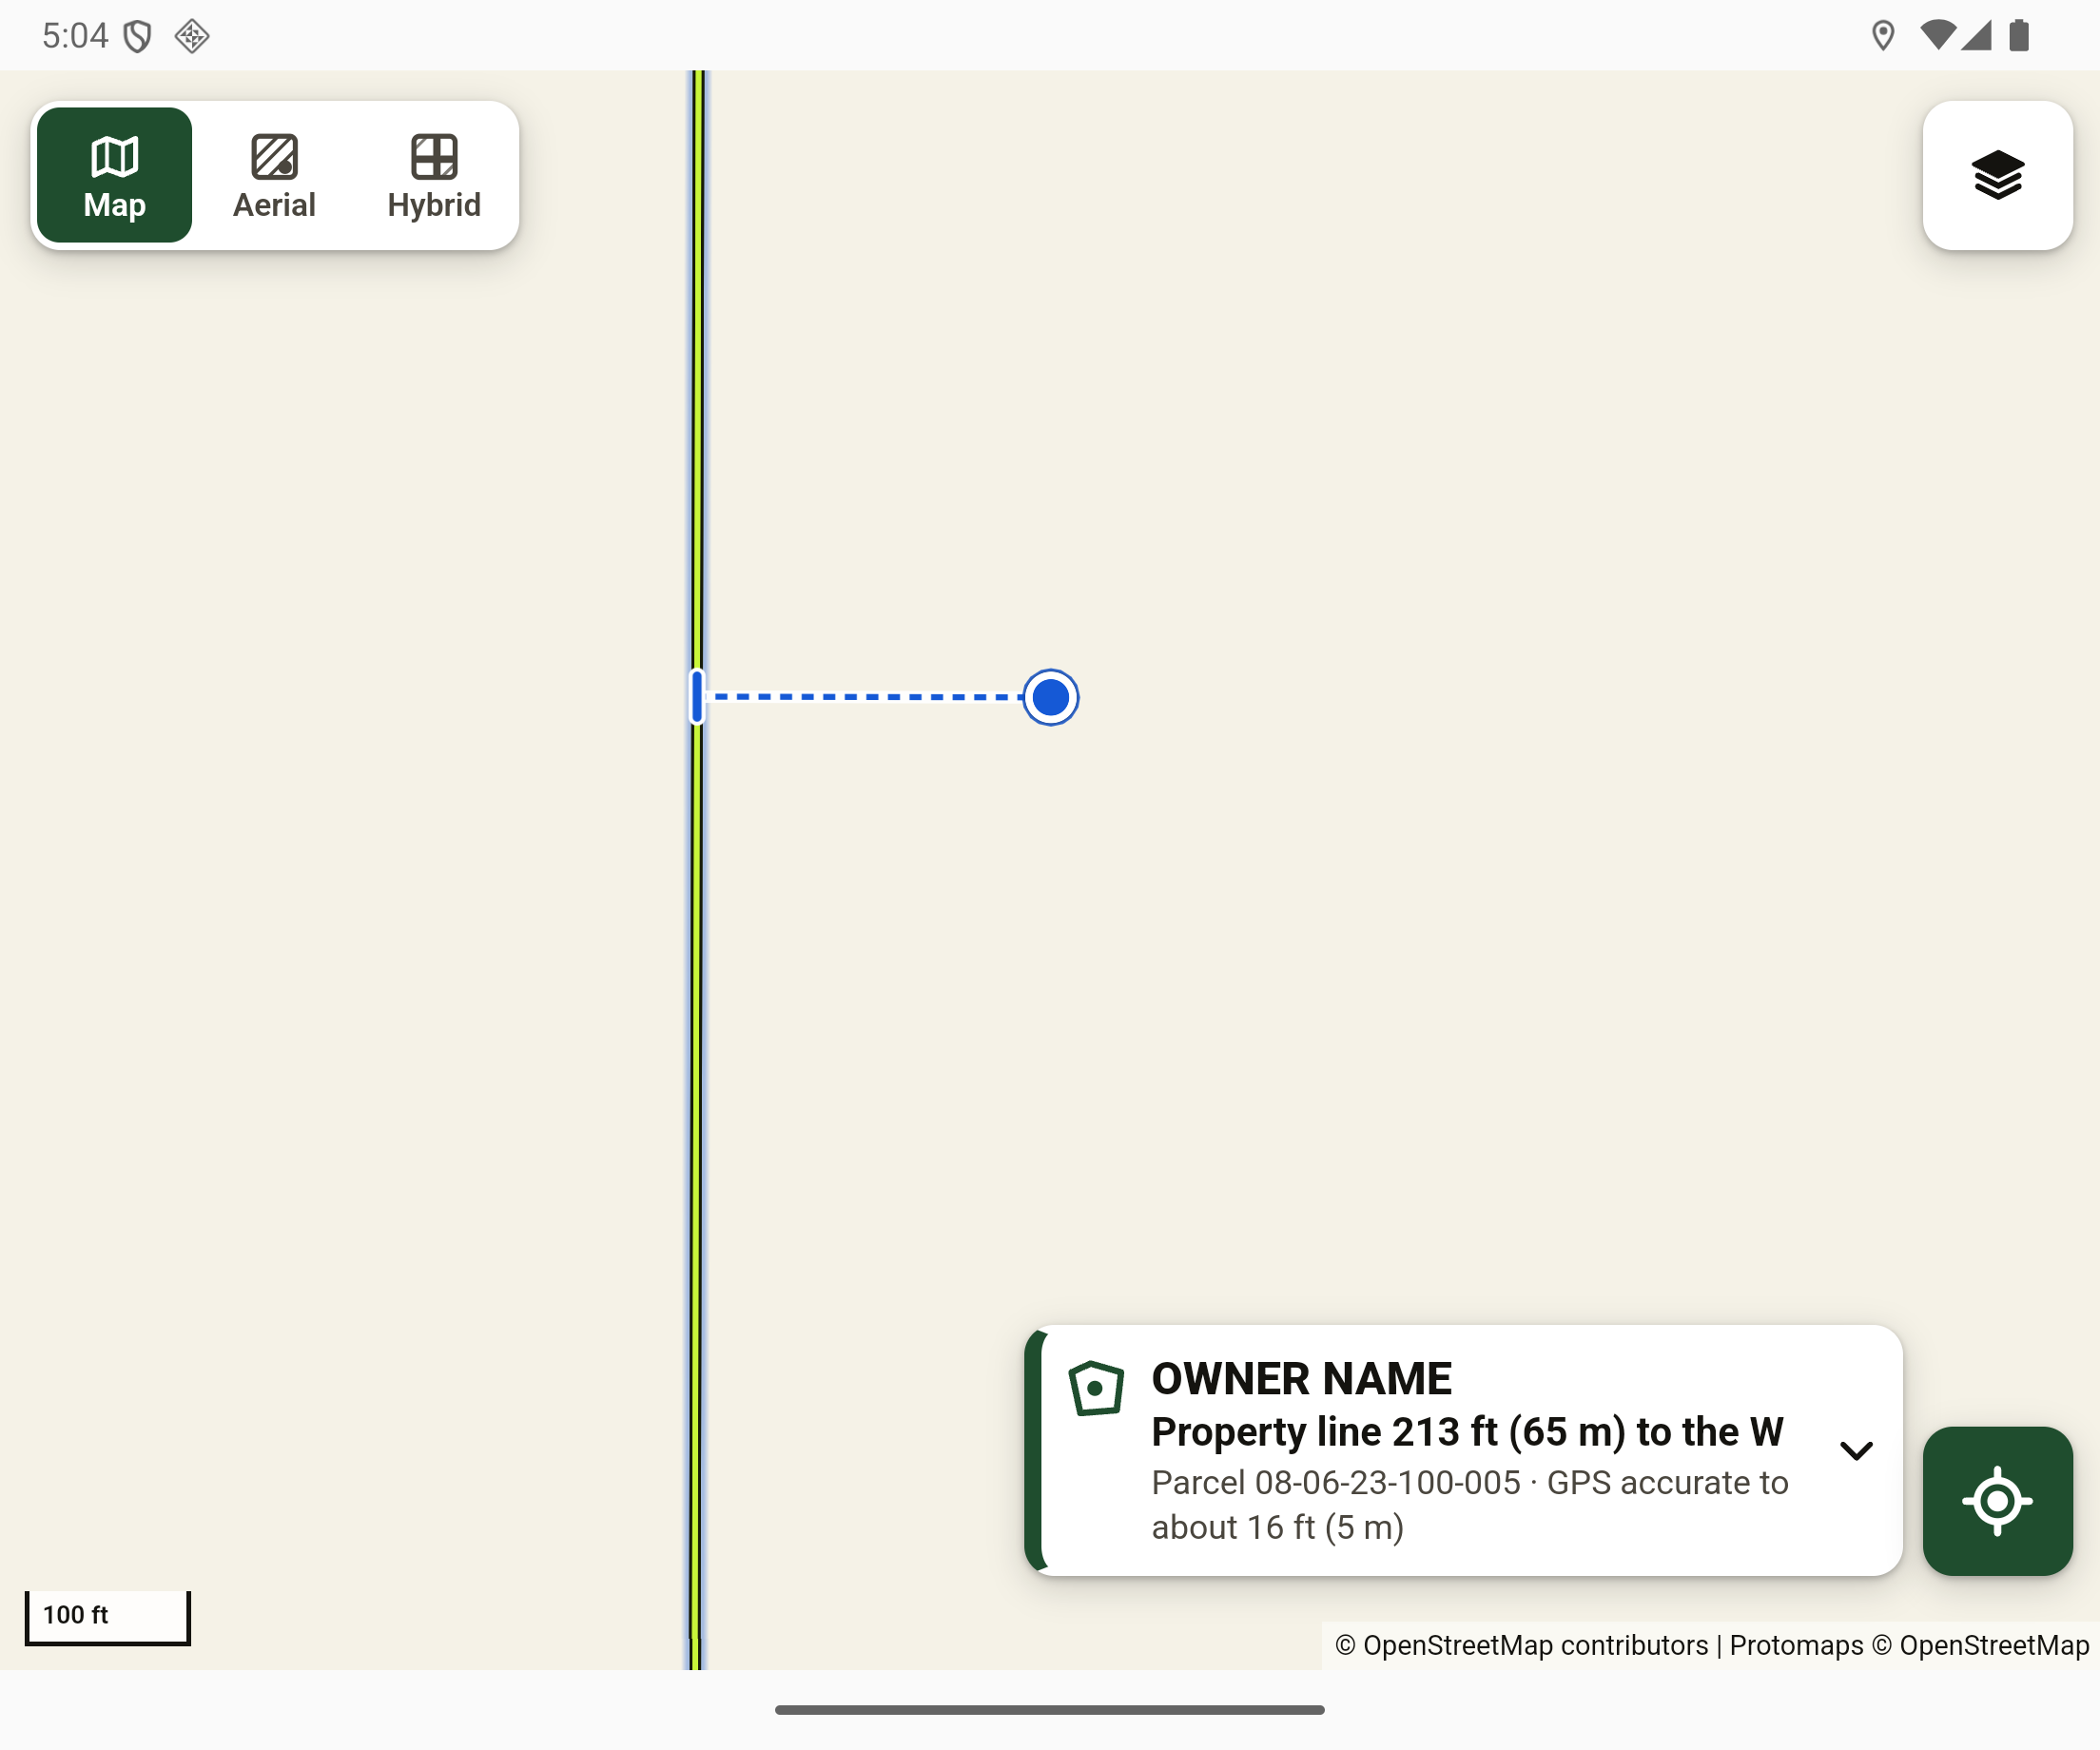 5:04
Map
Aerial
Hybrid
OWNER NAME
Property line 213 ft (65 m) to the W
Parcel 08-06-23-100-005 · GPS accurate to
about 16 ft (5 m)
100 ft
© OpenStreetMap contributors | Protomaps © OpenStreetMap